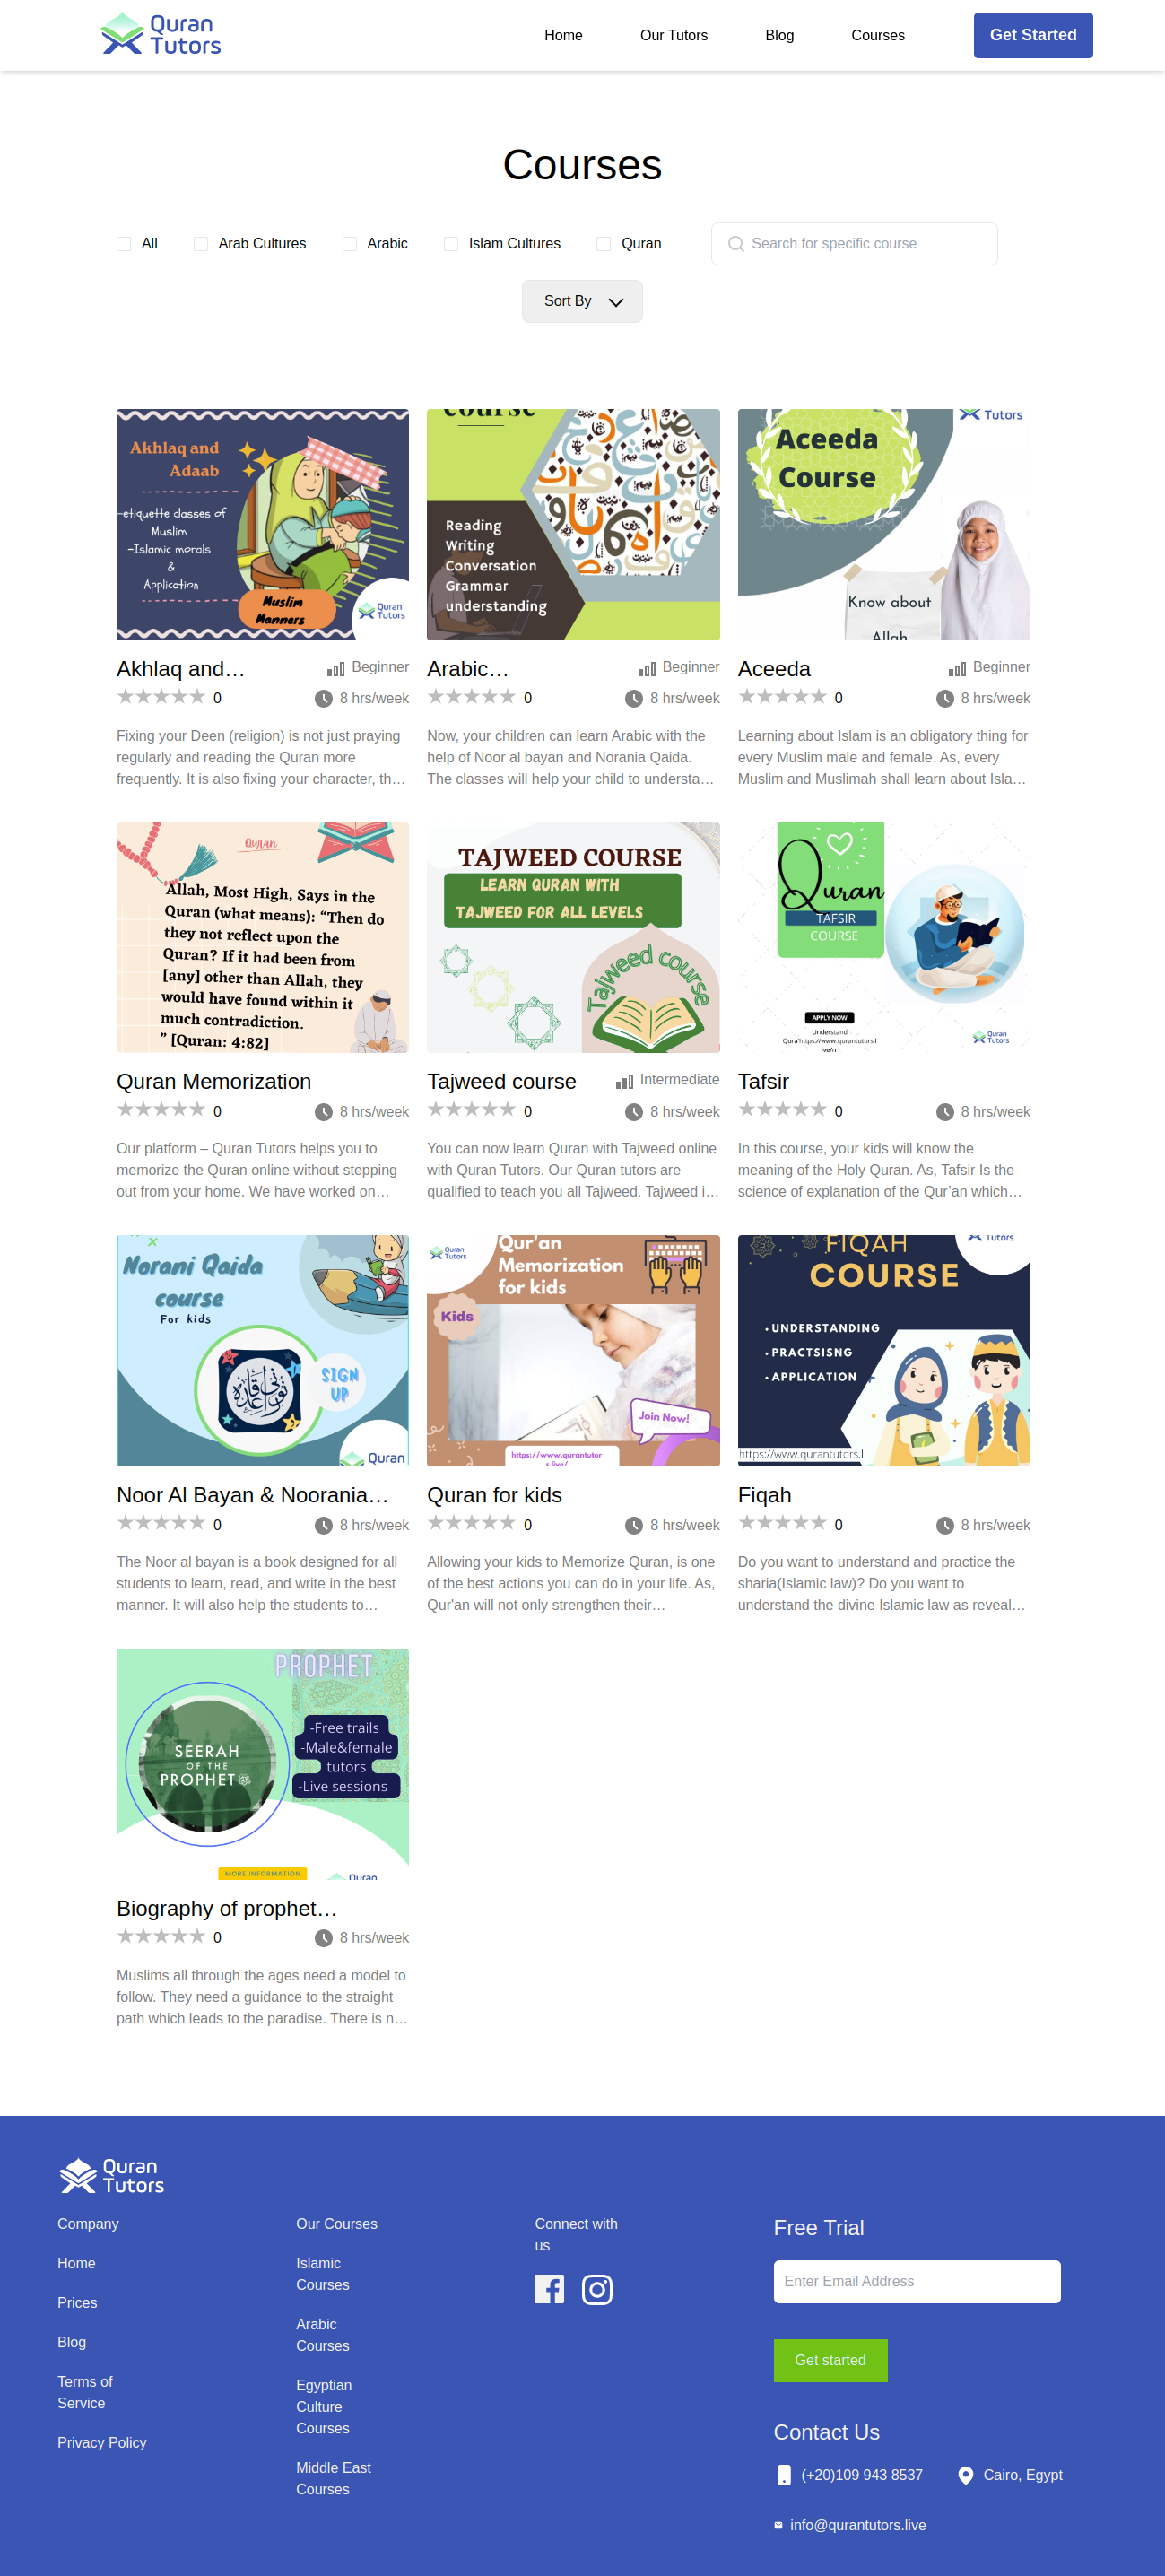 Quran
Tutors
Home
Our Tutors
Blog
Courses
Get Started
Courses
All
Arab Cultures
Arabic
Islam Cultures
Quran
Search for specific course
Sort By
Akhlaq and
Adaab
-etiquette classes of
Muslim
-Islamic morals
&
Application
Muslim
Manners
Quran
Tutors
course
Reading
Writing
Conversation
Grammar
understanding
Tutors
Aceeda
Course
Know about
Allah
Akhlaq and…
Beginner
0
8 hrs/week
Fixing your Deen (religion) is not just praying
regularly and reading the Quran more
frequently. It is also fixing your character, th…
Arabic…
Beginner
0
8 hrs/week
Now, your children can learn Arabic with the
help of Noor al bayan and Norania Qaida.
The classes will help your child to understa…
Aceeda
Beginner
0
8 hrs/week
Learning about Islam is an obligatory thing for
every Muslim male and female. As, every
Muslim and Muslimah shall learn about Isla…
Quran
Allah, Most High, Says in the
Quran (what means): “Then do
they not reflect upon the
Quran? If it had been from
[any] other than Allah, they
would have found within it
much contradiction.
” [Quran: 4:82]
TAJWEED COURSE
LEARN QURAN WITH
TAJWEED FOR ALL LEVELS
Tajweed course
Quran
TAFSIR
COURSE
APPLY NOW
Understand
Qura'https://www.qurantutors.l
ive/n
Quran
Tutors
Quran Memorization
0
8 hrs/week
Our platform – Quran Tutors helps you to
memorize the Quran online without stepping
out from your home. We have worked on…
Tajweed course
Intermediate
0
8 hrs/week
You can now learn Quran with Tajweed online
with Quran Tutors. Our Quran tutors are
qualified to teach you all Tajweed. Tajweed i…
Tafsir
0
8 hrs/week
In this course, your kids will know the
meaning of the Holy Quran. As, Tafsir Is the
science of explanation of the Qur’an which…
Norani Qaida
course
For kids
SIGN
UP
Quran
Quran
Tutors
Qur'an
Memorization
for kids
Kids
Join Now!
https://www.qurantutor
s.live/
Tutors
FIQAH
COURSE
• UNDERSTANDING
• PRACTSISNG
• APPLICATION
https://www.qurantutors.l
Noor Al Bayan & Noorania…
0
8 hrs/week
The Noor al bayan is a book designed for all
students to learn, read, and write in the best
manner. It will also help the students to…
Quran for kids
0
8 hrs/week
Allowing your kids to Memorize Quran, is one
of the best actions you can do in your life. As,
Qur'an will not only strengthen their…
Fiqah
0
8 hrs/week
Do you want to understand and practice the
sharia(Islamic law)? Do you want to
understand the divine Islamic law as reveal…
PROPHET
SEERAH
OF THE
PROPHET ﷺ
-Free trails
-Male&female
tutors
-Live sessions
MORE INFORMATION
Quran
Biography of prophet…
0
8 hrs/week
Muslims all through the ages need a model to
follow. They need a guidance to the straight
path which leads to the paradise. There is n…
Quran
Tutors
Company
Home
Prices
Blog
Terms of
Service
Privacy Policy
Our Courses
Islamic
Courses
Arabic
Courses
Egyptian
Culture
Courses
Middle East
Courses
Connect with
us
Free Trial
Enter Email Address
Get started
Contact Us
(+20)109 943 8537
Cairo, Egypt
info@qurantutors.live